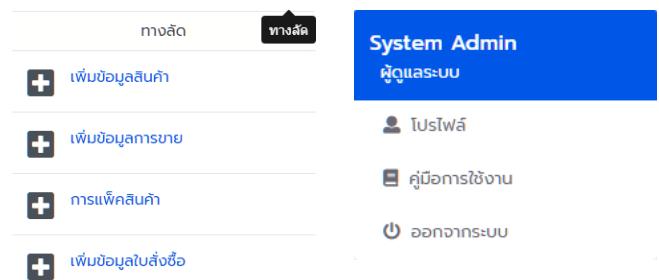 ทางลัด
ทางลัด
เพิ่มข้อมูลสินค้า
เพิ่มข้อมูลการขาย
การแพ็คสินค้า
เพิ่มข้อมูลใบสั่งซื้อ
System Admin
ผู้ดูแลระบบ
โปรไฟล์
คู่มือการใช้งาน
ออกจากระบบ